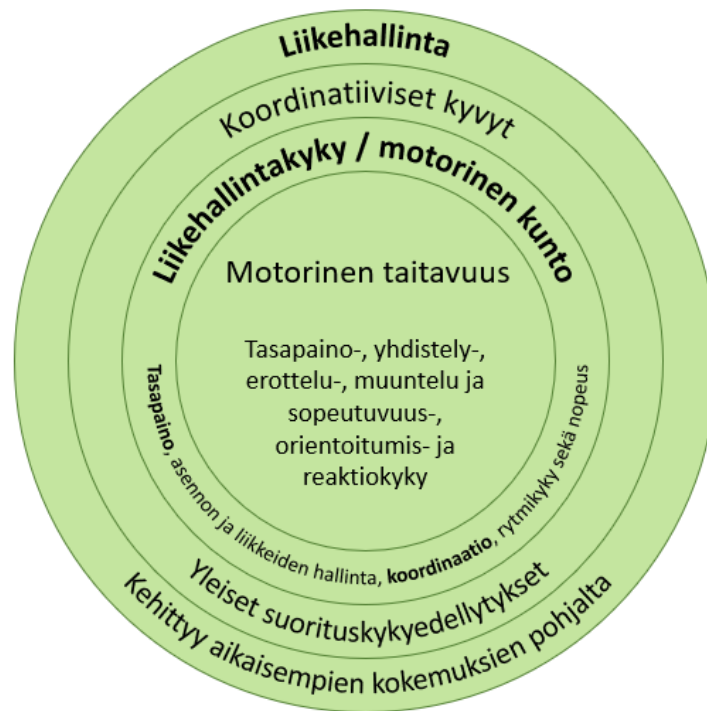 Liikehallinta
Koordinatiiviset kyvyt
Liikehallintakyky / motorinen kunto
Motorinen taitavuus
Tasapaino-, yhdistely-,
erottelu-, muuntelu ja
sopeutuvuus-,
orientoitumis- ja
reaktiokyky
Tasapaino, asennon ja liikkeiden hallinta, koordinaatio, rytmikyky sekä nopeus
Yleiset suorituskykyedellytykset
Kehittyy aikaisempien kokemuksien pohjalta